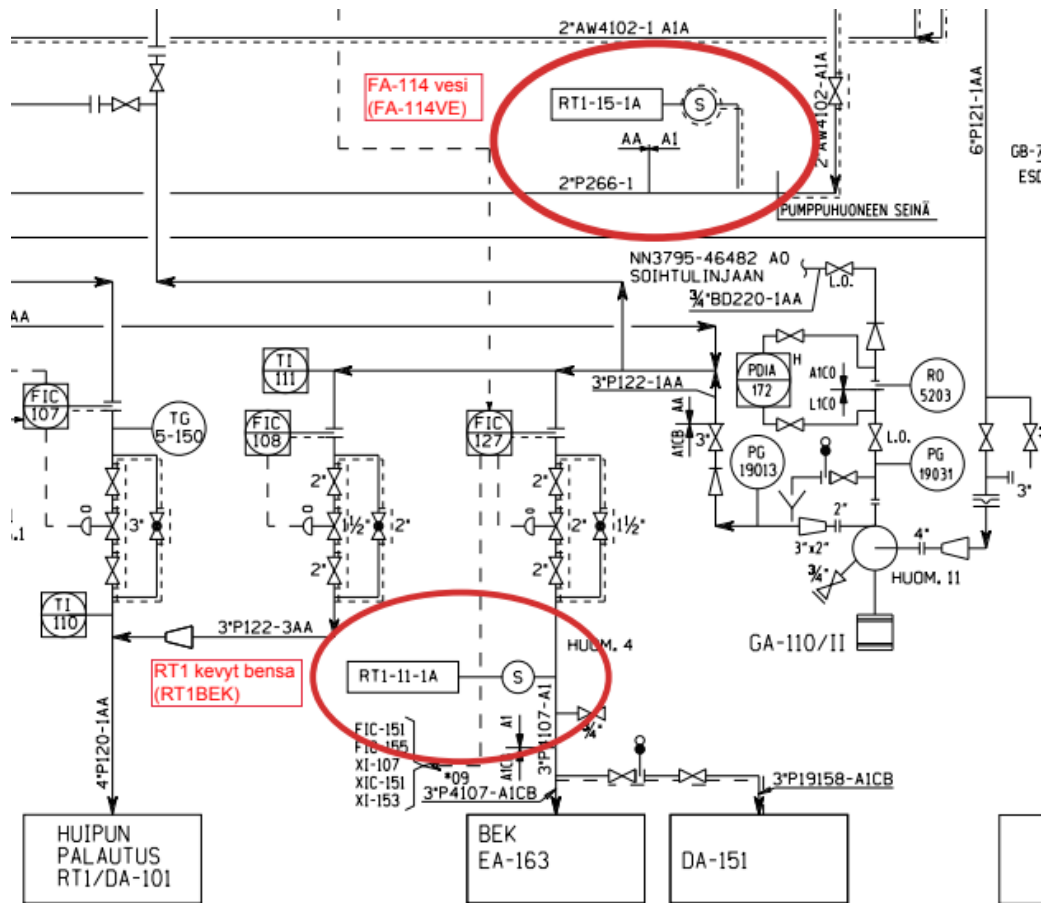 2"AW4102-1 A1A
FA-114 vesi
(FA-114VE)
RT1-15-1A
S
2"AW4102-A1A
6"P121-1AA
AA
A1
2"P266-1
PUMPPUHONEEN SEINÄ
NN3795-46482 A0
SOIHTULINJAAN
L.O.
¾"BD220-1AA
AA
TI
111
H
PDIA
172
A1C0
L1C0
RO
5203
3"P122-1AA
FIC
107
TG
5-150
FIC
108
FIC
127
AA
A1CB
3"
L.O.
PG
19013
PG
19031
3"
2"
2"
.1
3"
1½"
2"
2"
1½"
2"
2"
2"
4"
3"x2"
¾"
HUOM. 11
TI
110
3"P122-3AA
HUOM. 4
GA-110/II
RT1 kevyt bensa
(RT1BEK)
RT1-11-1A
S
4"P120-1AA
3"P4107-A1
A1
¾"
FIC-151
FIC-155
XI-107
XIC-151
XI-153
*09
3"P4107-A1CB
3"P19158-A1CB
HUIPUN
PALAUTUS
RT1/DA-101
BEK
EA-163
DA-151